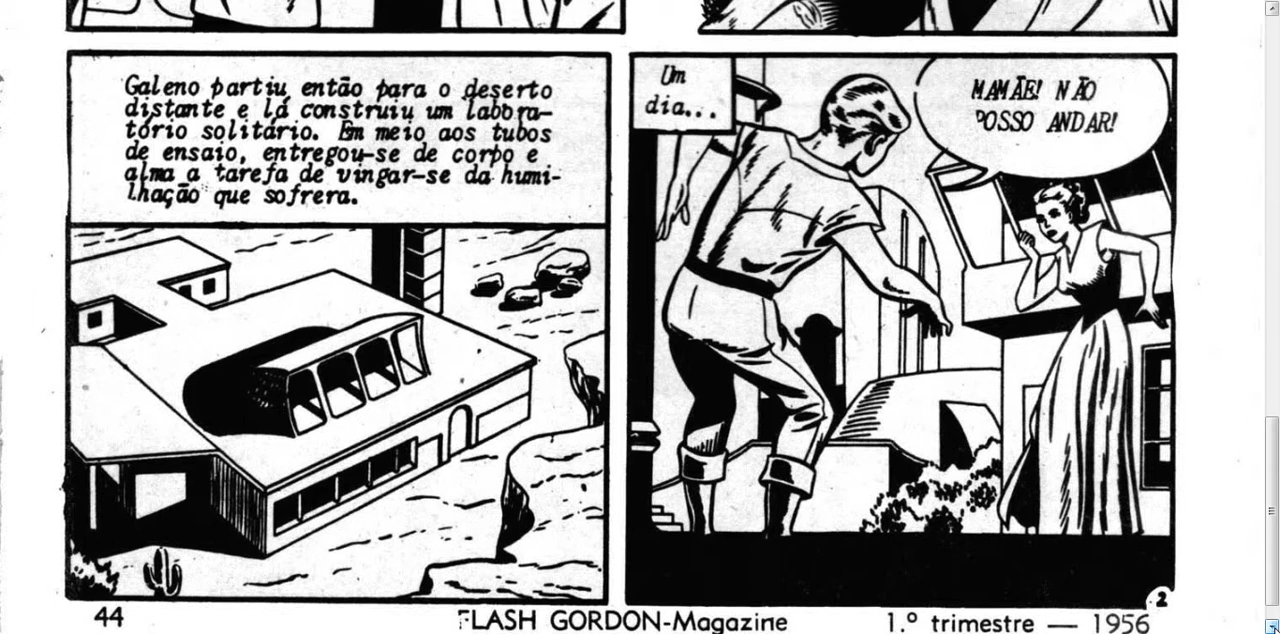 Galeno partiu então para o deserto
distante e lá construiu um labora-
tório solitário. Em meio aos tubos
de ensaio, entregou-se de corpo e
alma a tarefa de vingar-se da humi-
lhação que sofrera.
Um
dia...
MAMÃE! NÃO
POSSO ANDAR!
2
44
FLASH GORDON-Magazine
1.º trimestre — 1956